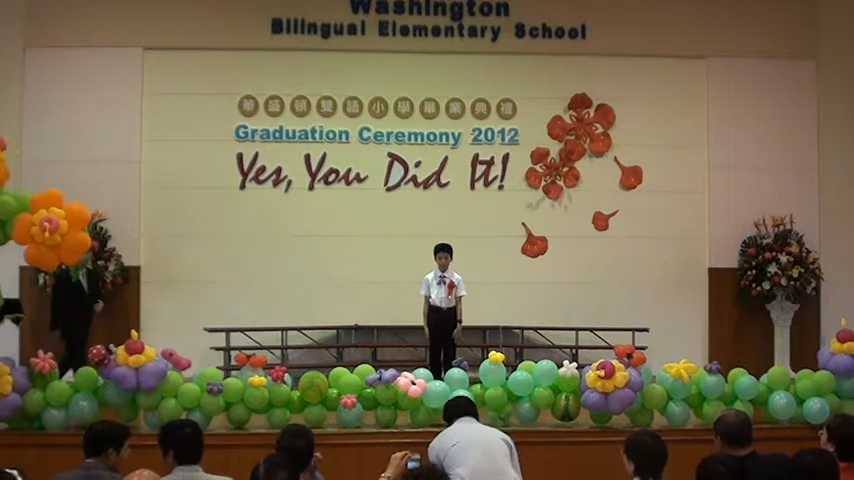 Washington
Bilingual Elementary School
華盛頓雙語小學畢業典禮
Graduation Ceremony 2012
Yes, You Did It!